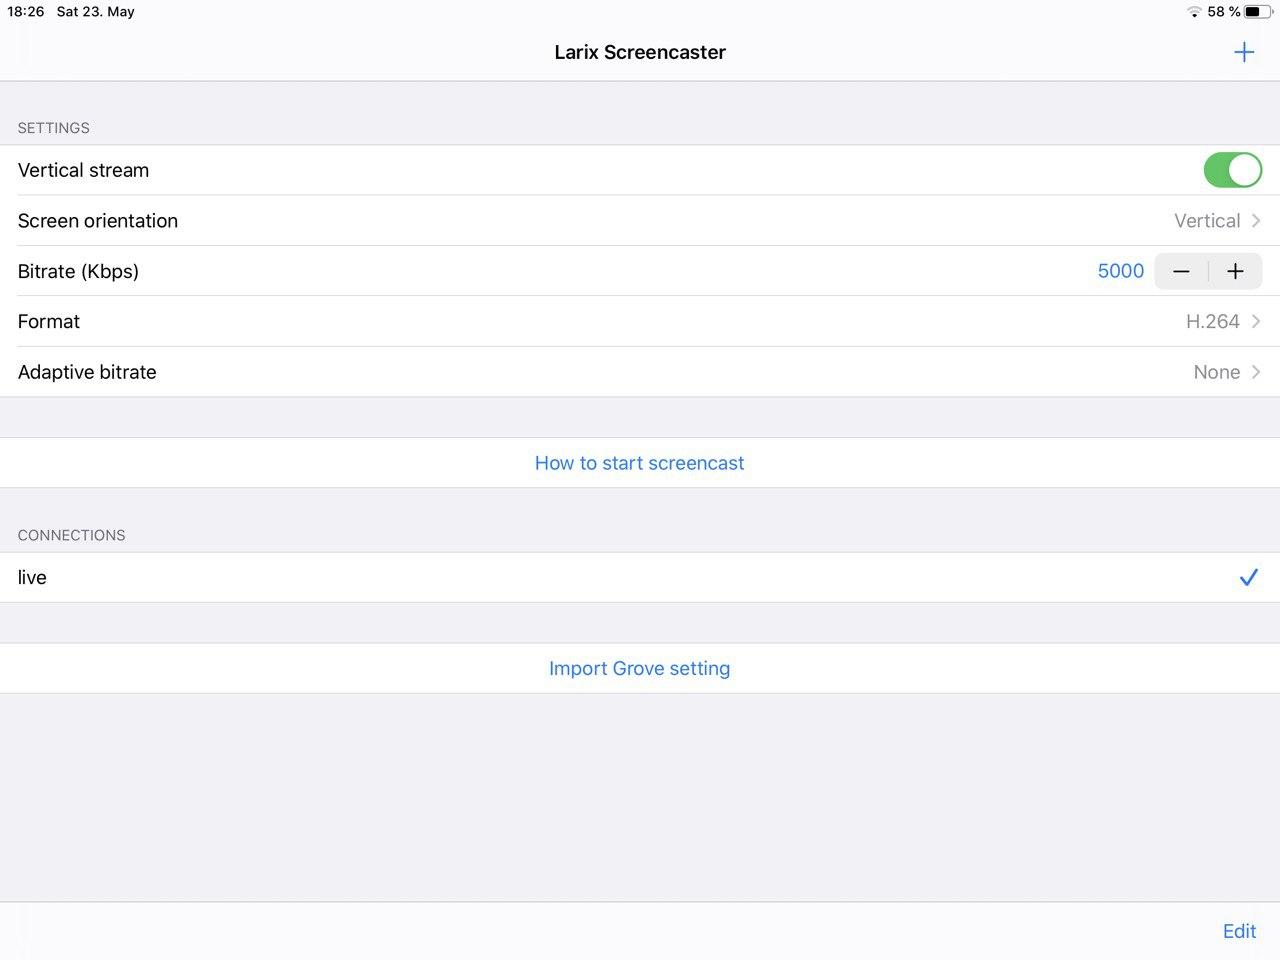 18:26 Sat 23. May 58 %
Larix Screencaster +
SETTINGS
Vertical stream
Screen orientation Vertical
Bitrate (Kbps) 5000 − +
Format H.264
Adaptive bitrate None
How to start screencast
CONNECTIONS
live
Import Grove setting
Edit